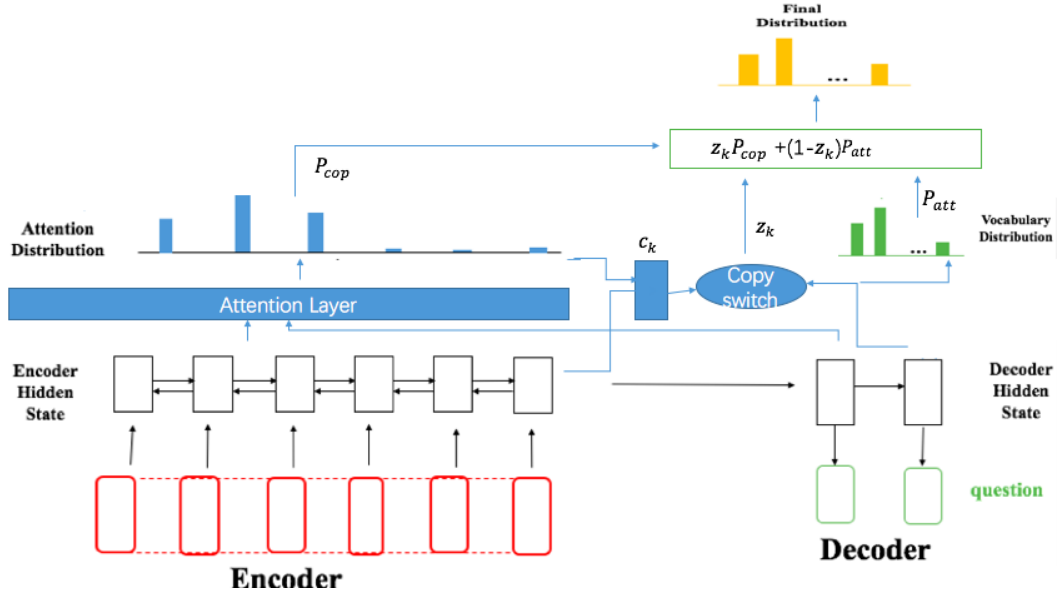 Final
Distribution
...
z_k P_cop +(1-z_k)P_att
P_cop
P_att
Attention
Distribution
z_k
Vocabulary
Distribution
...
c_k
Copy
switch
Attention Layer
Encoder
Hidden
State
Decoder
Hidden
State
question
Decoder
Encoder